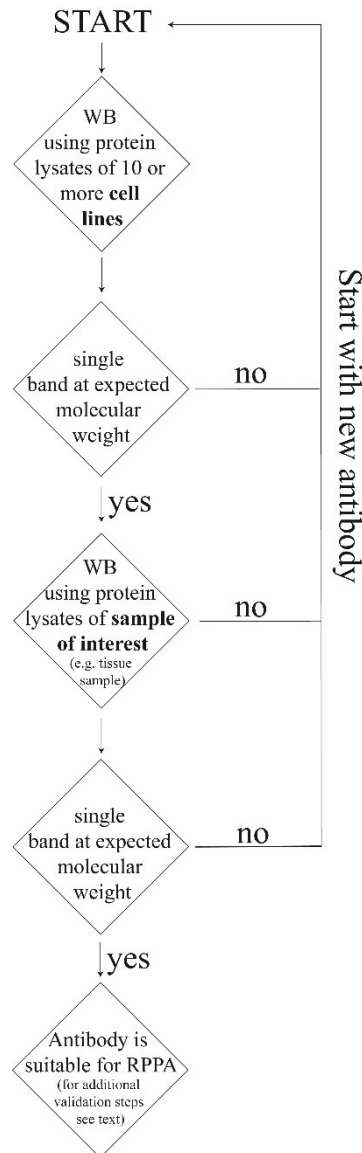 START
WB
using protein
lysates of 10 or
more cell
lines
single
band at expected
molecular
weight
no
yes
WB
using protein
lysates of sample
of interest
(e.g. tissue
sample)
no
single
band at expected
molecular
weight
no
yes
Antibody is
suitable for RPPA
(for additional
validation steps
see text)
Start with new antibody